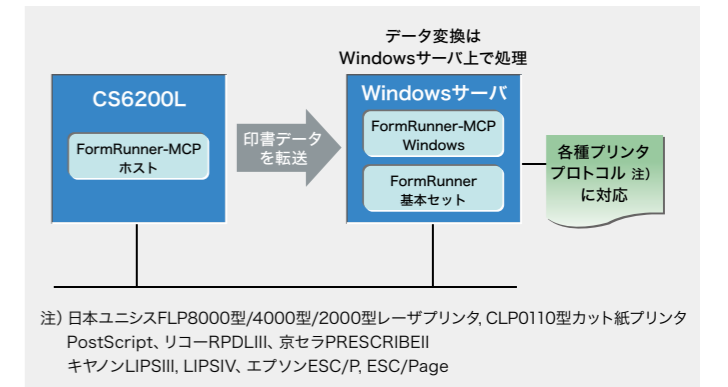 データ変換は
Windowsサーバ上で処理
CS6200L
FormRunner-MCP
ホスト
印書データ
を転送
Windowsサーバ
FormRunner-MCP
Windows
FormRunner
基本セット
各種プリンタ
プロトコル 注)
に対応
注) 日本ユニシスFLP8000型/4000型/2000型レーザプリンタ, CLP0110型カット紙プリンタ
PostScript、リコーRPDLIII、京セラPRESCRIBEII
キヤノンLIPSIII, LIPSIV、エプソンESC/P, ESC/Page